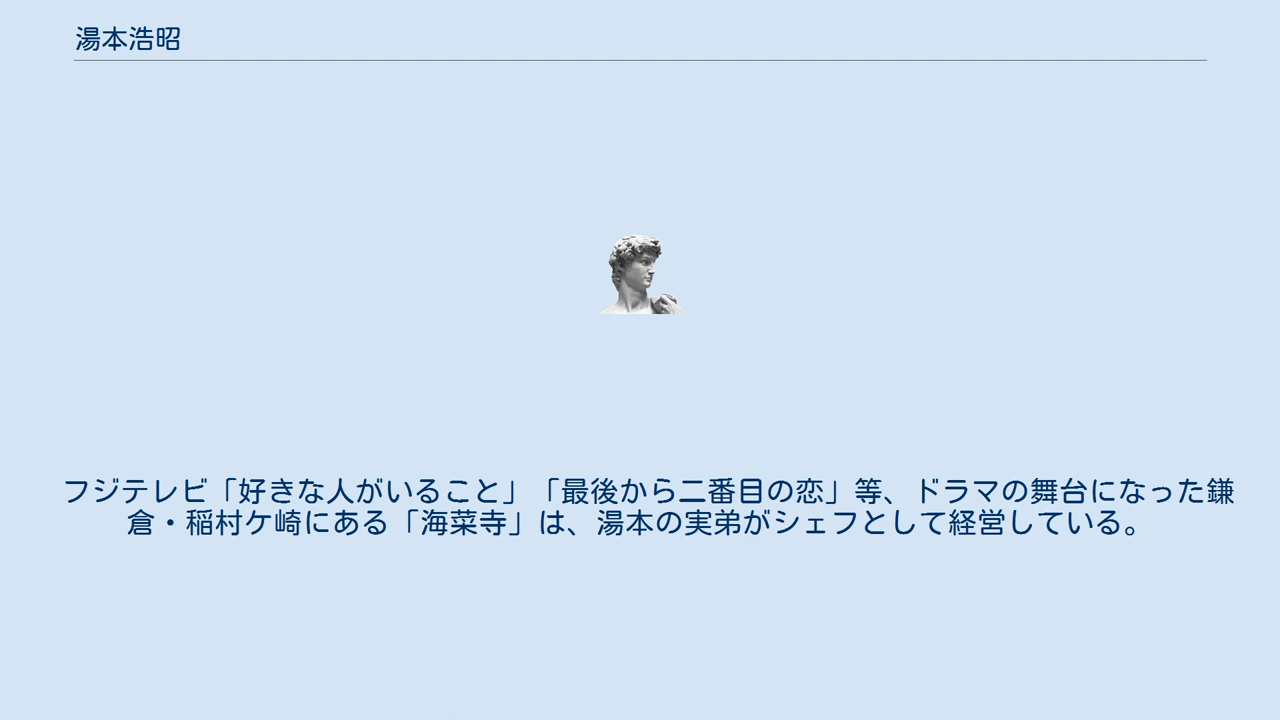 湯本浩昭
フジテレビ「好きな人がいること」「最後から二番目の恋」等、ドラマの舞台になった鎌
倉・稲村ケ崎にある「海菜寺」は、湯本の実弟がシェフとして経営している。